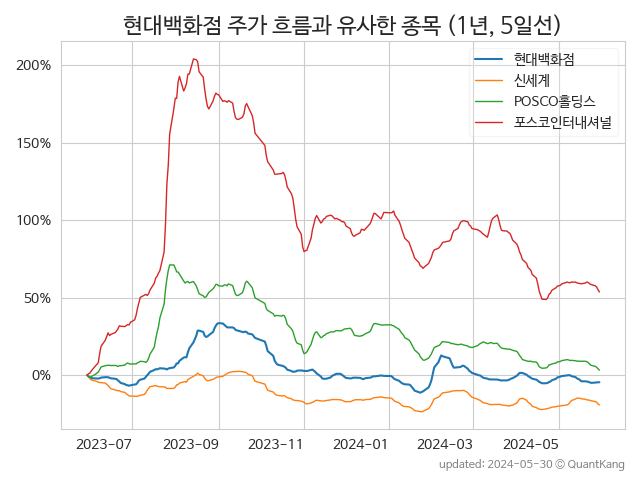 현대백화점 주가 흐름과 유사한 종목 (1년, 5일선)
현대백화점
신세계
POSCO홀딩스
포스코인터내셔널
200%
150%
100%
50%
0%
2023-07 2023-09 2023-11 2024-01 2024-03 2024-05
updated: 2024-05-30 © QuantKang